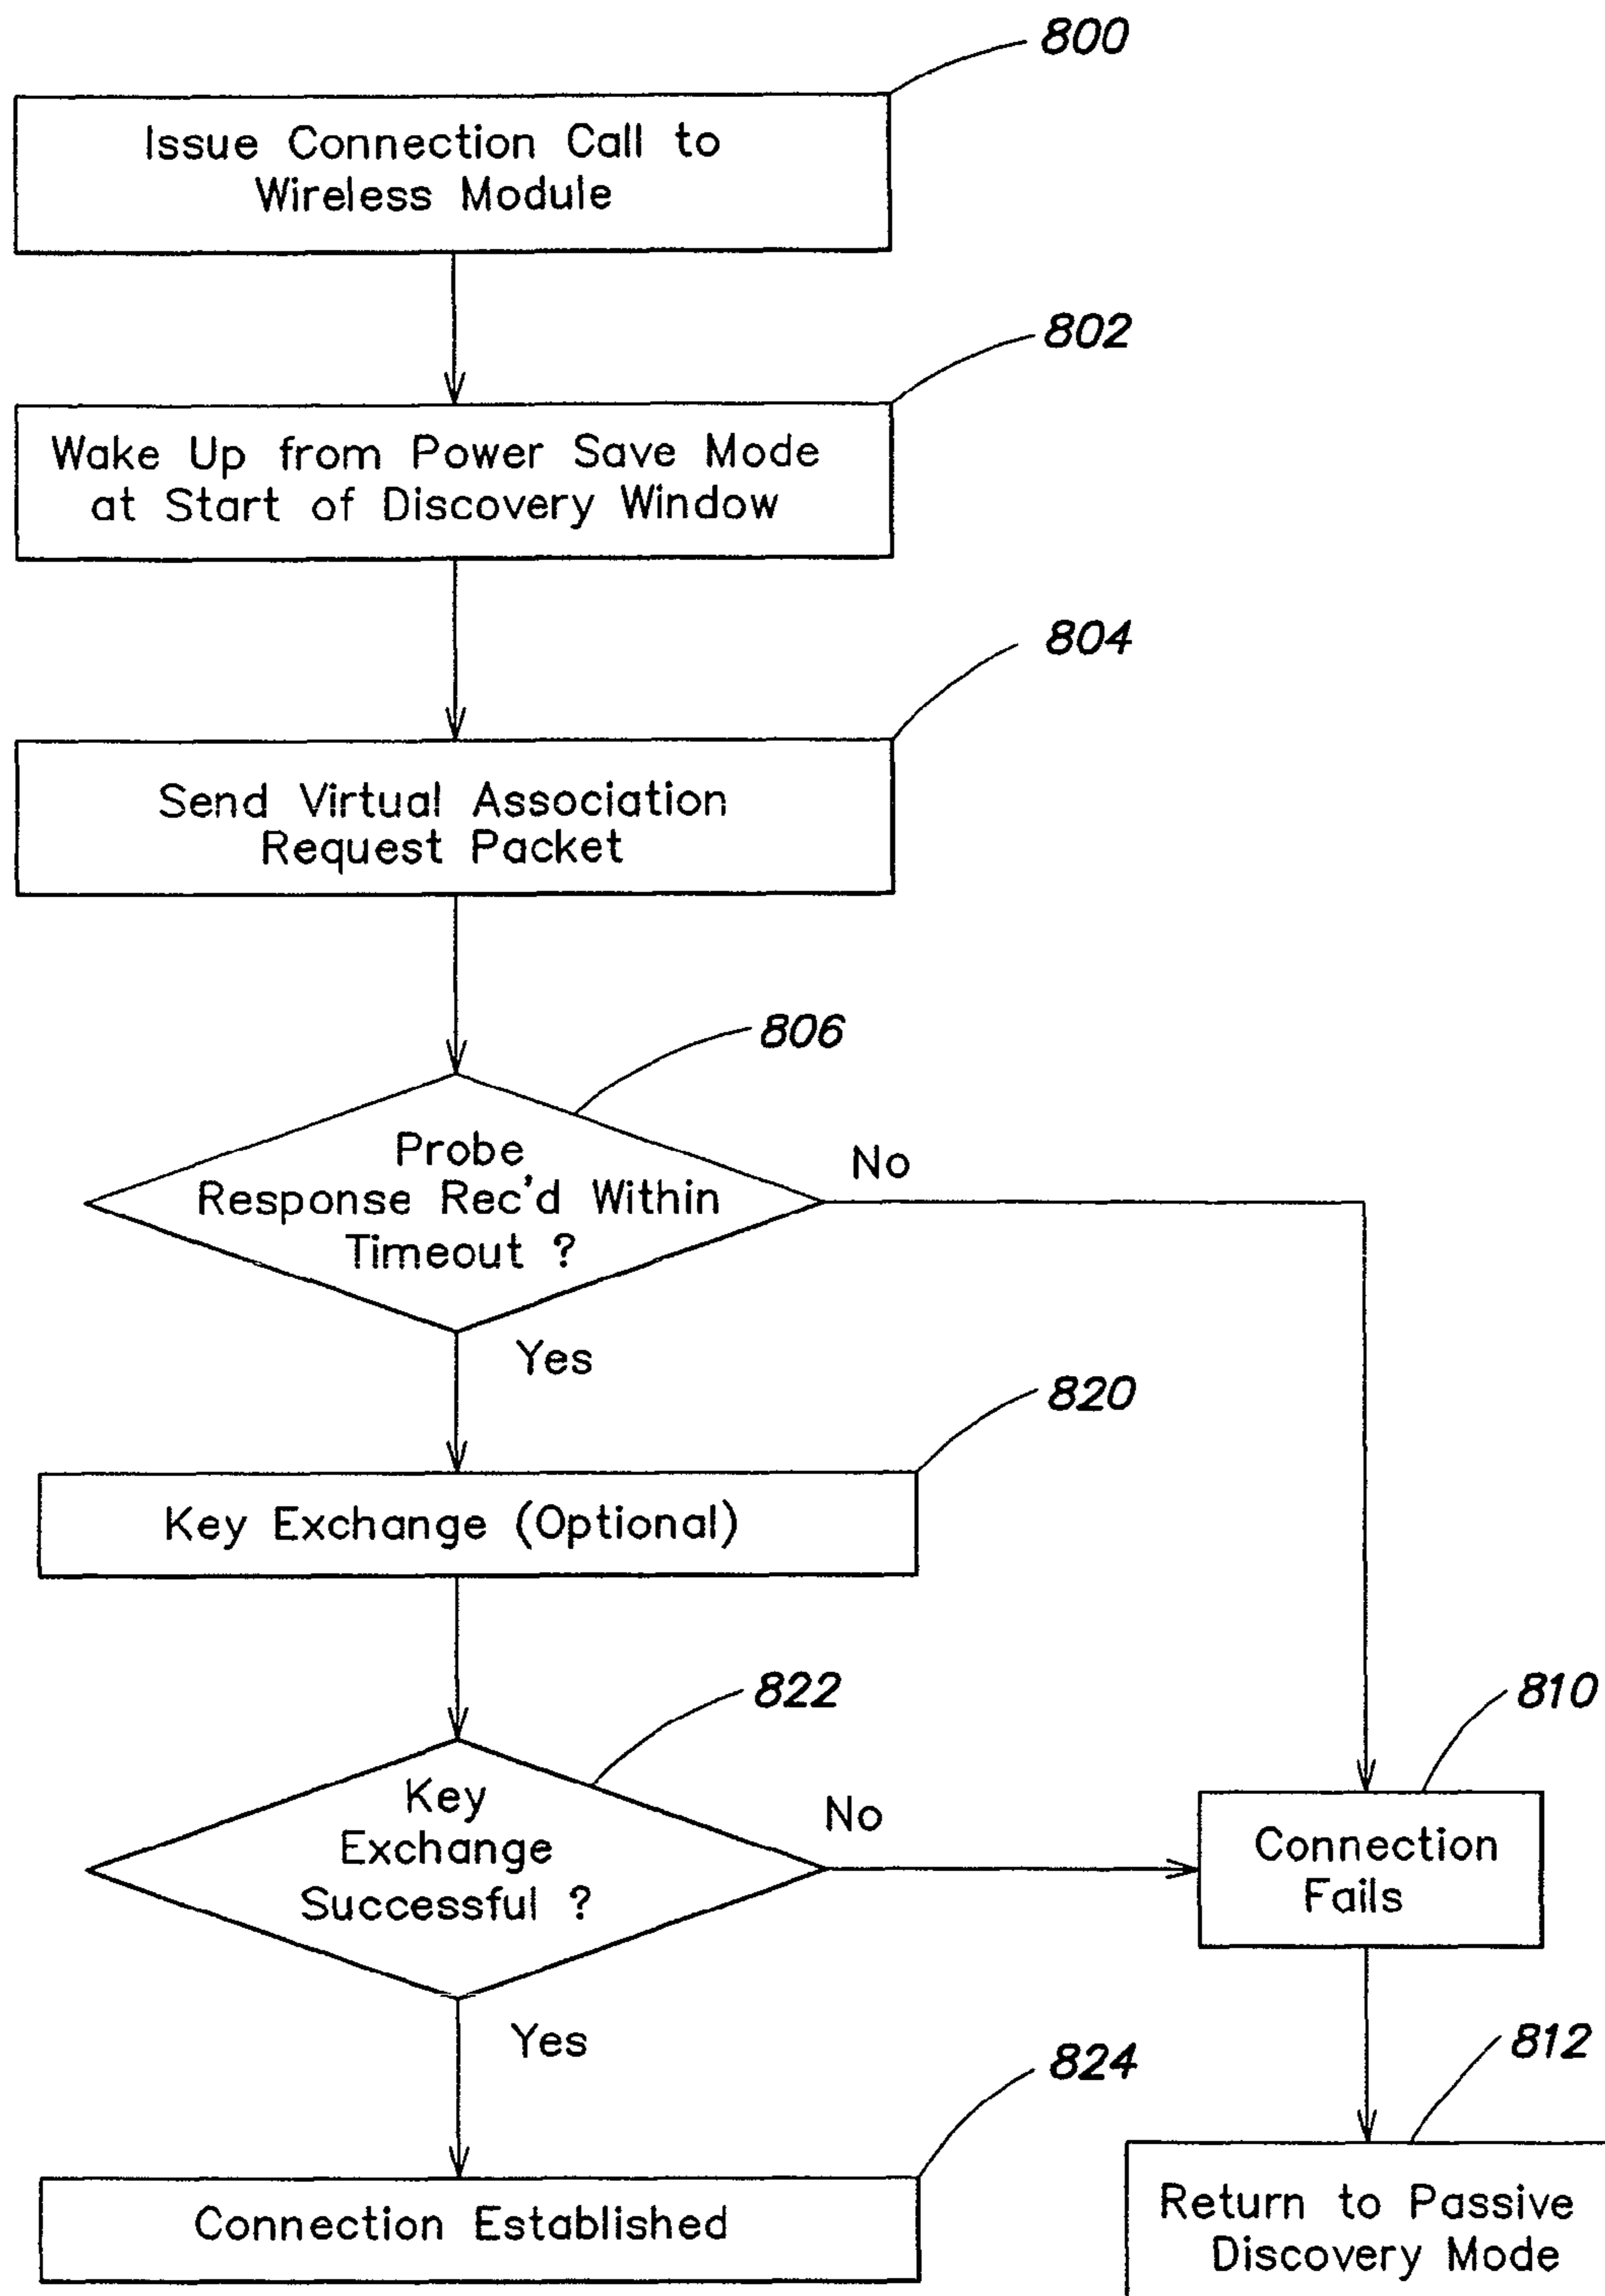 800
Issue Connection Call to
Wireless Module
802
Wake Up from Power Save Mode
at Start of Discovery Window
804
Send Virtual Association
Request Packet
806
Probe
Response Rec'd Within
Timeout ?
No
Yes
820
Key Exchange (Optional)
822
Key
Exchange
Successful ?
No
810
Connection
Fails
Yes
824
Connection Established
812
Return to Passive
Discovery Mode